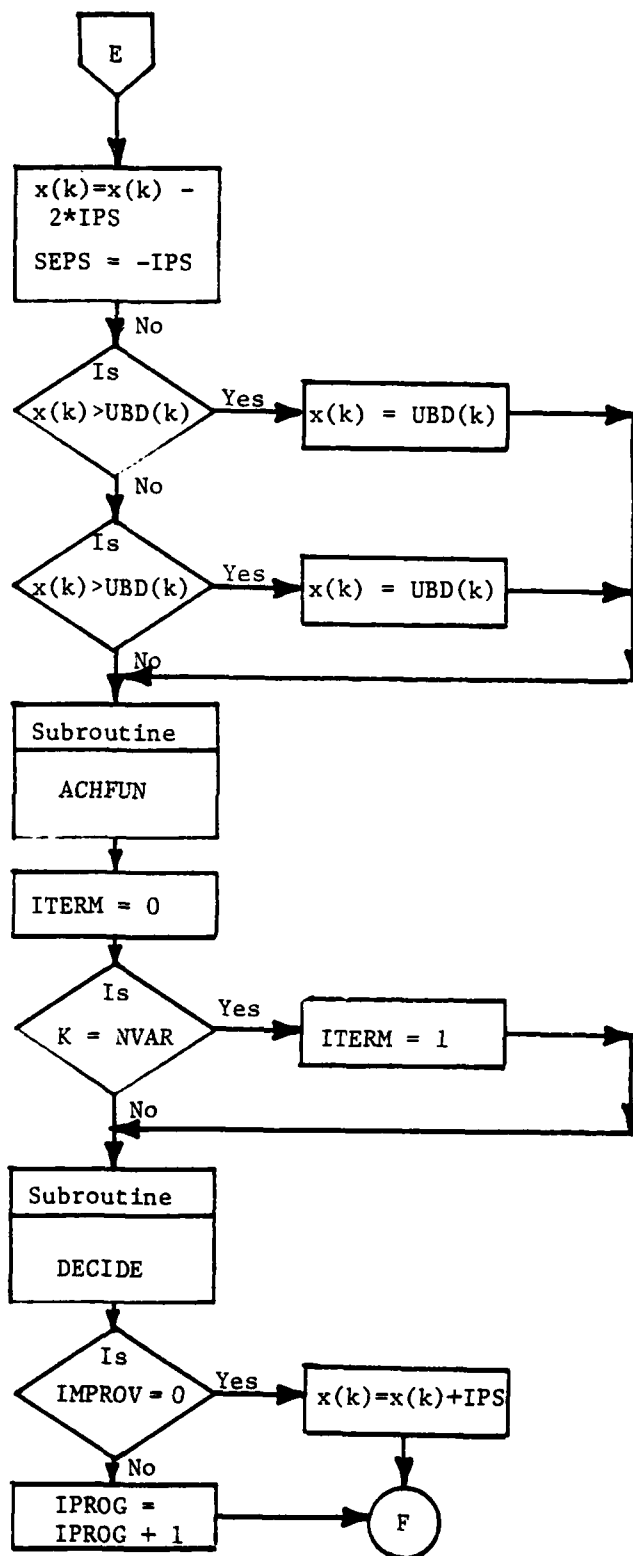 E
x(k)=x(k) -
2*IPS
SEPS = -IPS
No
Is
x(k)>UBD(k)
Yes
x(k) = UBD(k)
No
Is
x(k)>UBD(k)
Yes
x(k) = UBD(k)
No
Subroutine
ACHFUN
ITERM = 0
Is
K = NVAR
Yes
ITERM = 1
No
Subroutine
DECIDE
Is
IMPROV = 0
Yes
x(k)=x(k)+IPS
No
IPROG =
IPROG + 1
F